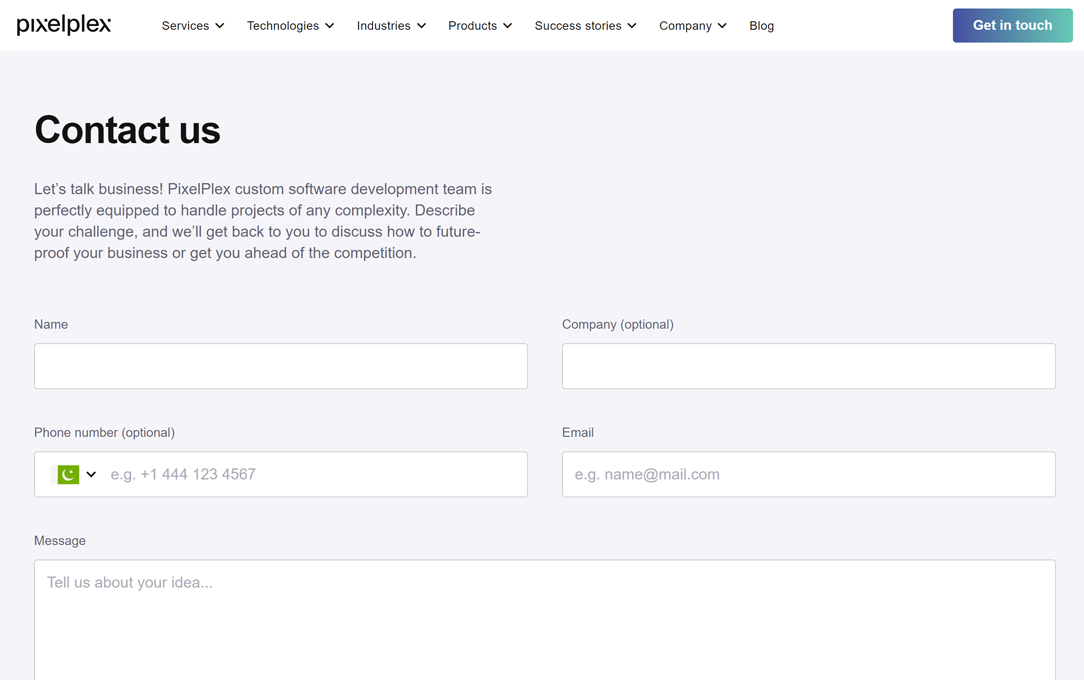 pixelplex
Services
Technologies
Industries
Products
Success stories
Company
Blog
Get in touch
Contact us
Let’s talk business! PixelPlex custom software development team is
perfectly equipped to handle projects of any complexity. Describe
your challenge, and we’ll get back to you to discuss how to future-
proof your business or get you ahead of the competition.
Name
Company (optional)
Phone number (optional)
Email
e.g. +1 444 123 4567
e.g. name@mail.com
Message
Tell us about your idea...